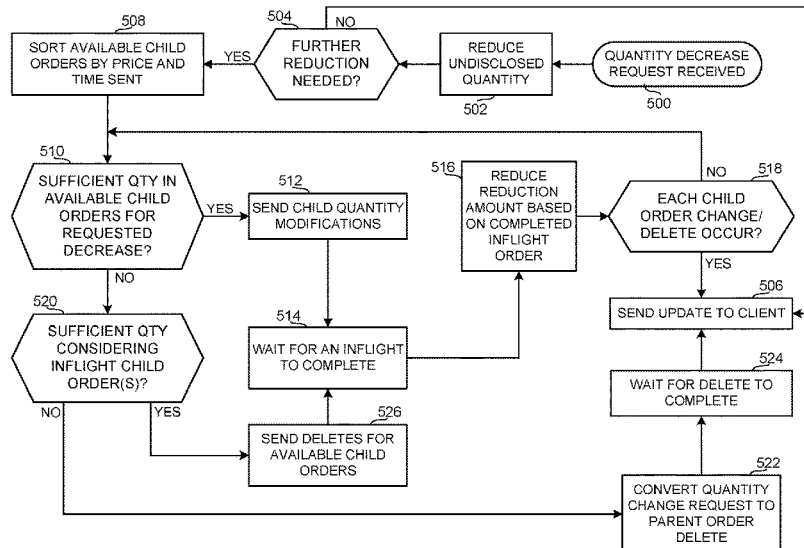 508
SORT AVAILABLE CHILD
ORDERS BY PRICE AND
TIME SENT
YES
504
NO
FURTHER
REDUCTION
NEEDED?
REDUCE
UNDISCLOSED
QUANTITY
502
QUANTITY DECREASE
REQUEST RECEIVED
500
510
SUFFICIENT QTY IN
AVAILABLE CHILD
ORDERS FOR
REQUESTED
DECREASE?
YES
NO
512
SEND CHILD QUANTITY
MODIFICATIONS
516
REDUCE
REDUCTION
AMOUNT BASED
ON COMPLETED
INFLIGHT
ORDER
NO
518
EACH CHILD
ORDER CHANGE/
DELETE OCCUR?
YES
520
SUFFICIENT QTY
CONSIDERING
INFLIGHT CHILD
ORDER(S)?
NO
YES
514
WAIT FOR AN INFLIGHT
TO COMPLETE
506
SEND UPDATE TO CLIENT
524
WAIT FOR DELETE TO
COMPLETE
526
SEND DELETES FOR
AVAILABLE CHILD
ORDERS
522
CONVERT QUANTITY
CHANGE REQUEST TO
PARENT ORDER
DELETE